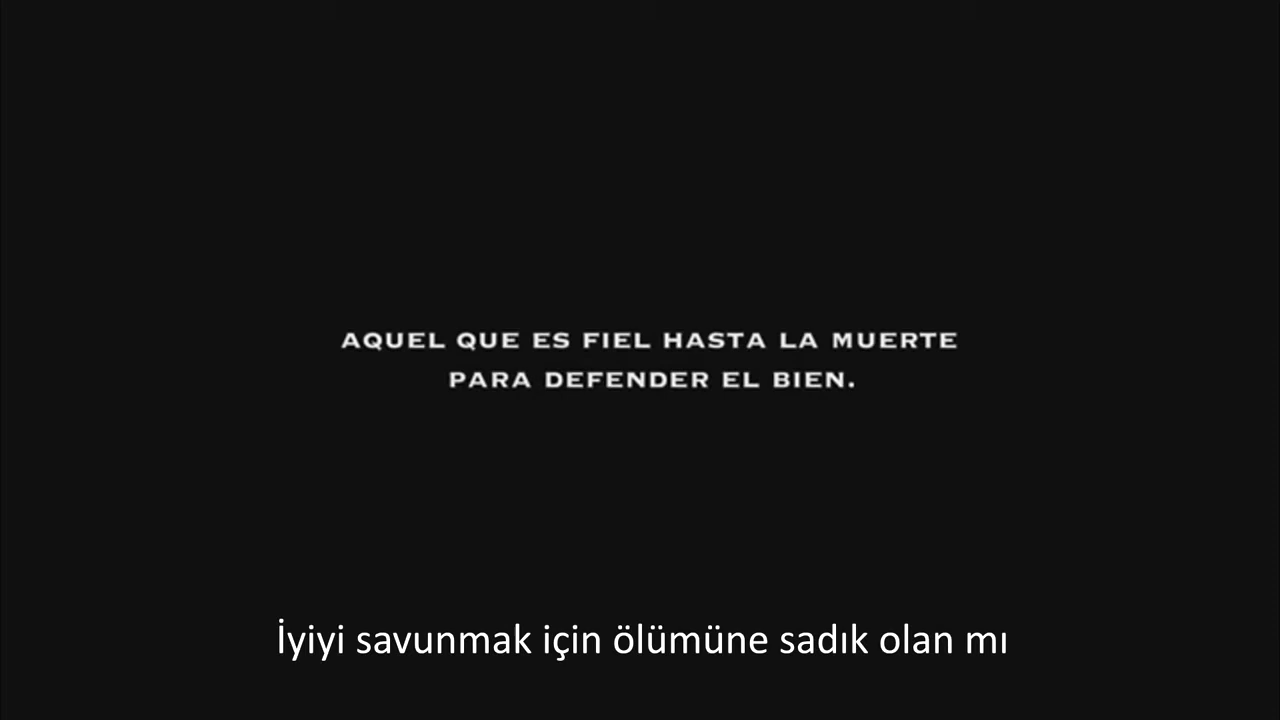 AQUEL QUE ES FIEL HASTA LA MUERTE
PARA DEFENDER EL BIEN.
İyiyi savunmak için ölümüne sadık olan mı